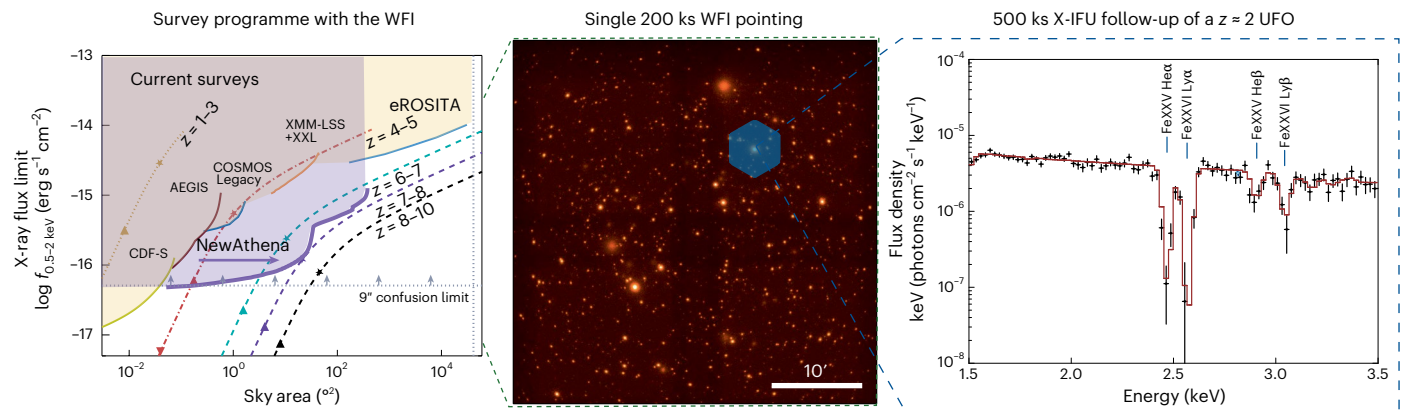 Survey programme with the WFI
−13
−14
−15
−16
−17
X-ray flux limit
log f0.5–2 keV (erg s−1 cm−2)
Current surveys
eROSITA
z = 1–3
XMM-LSS
+XXL
z = 4–5
COSMOS
Legacy
AEGIS
z = 6–7
z = 7–8
z = 8–10
NewAthena
CDF-S
9″ confusion limit
10−2
100
102
104
Sky area (°2)
Single 200 ks WFI pointing
10′
500 ks X-IFU follow-up of a z ≈ 2 UFO
10−4
10−5
10−6
10−7
10−8
Flux density
keV (photons cm−2 s−1 keV−1)
FeXXV Heα
FeXXVI Lyα
FeXXV Heβ
FeXXVI Lyβ
1.5
2.0
2.5
3.0
3.5
Energy (keV)